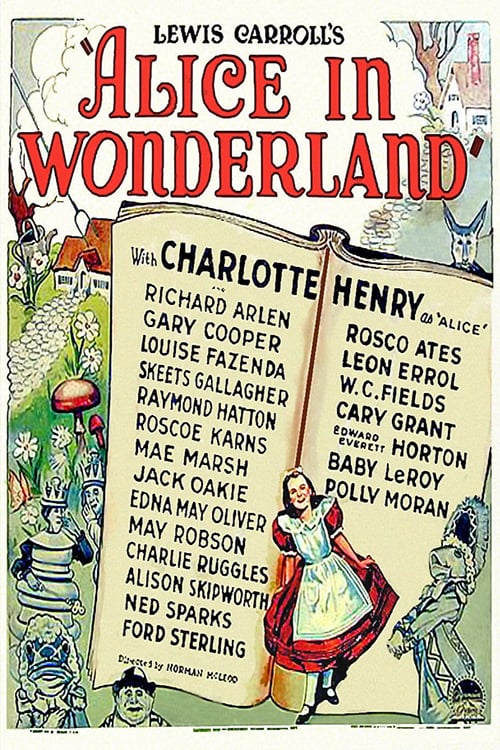 LEWIS CARROLL'S
"ALICE IN
WONDERLAND"
With CHARLOTTE HENRY as "ALICE"
AND
RICHARD ARLEN
GARY COOPER
LOUISE FAZENDA
SKEETS GALLAGHER
RAYMOND HATTON
ROSCOE KARNS
MAE MARSH
JACK OAKIE
EDNA MAY OLIVER
MAY ROBSON
CHARLIE RUGGLES
ALISON SKIPWORTH
NED SPARKS
FORD STERLING
Directed by NORMAN MCLEOD
ROSCO ATES
LEON ERROL
W.C. FIELDS
CARY GRANT
EDWARD EVERETT HORTON
BABY LEROY
POLLY MORAN